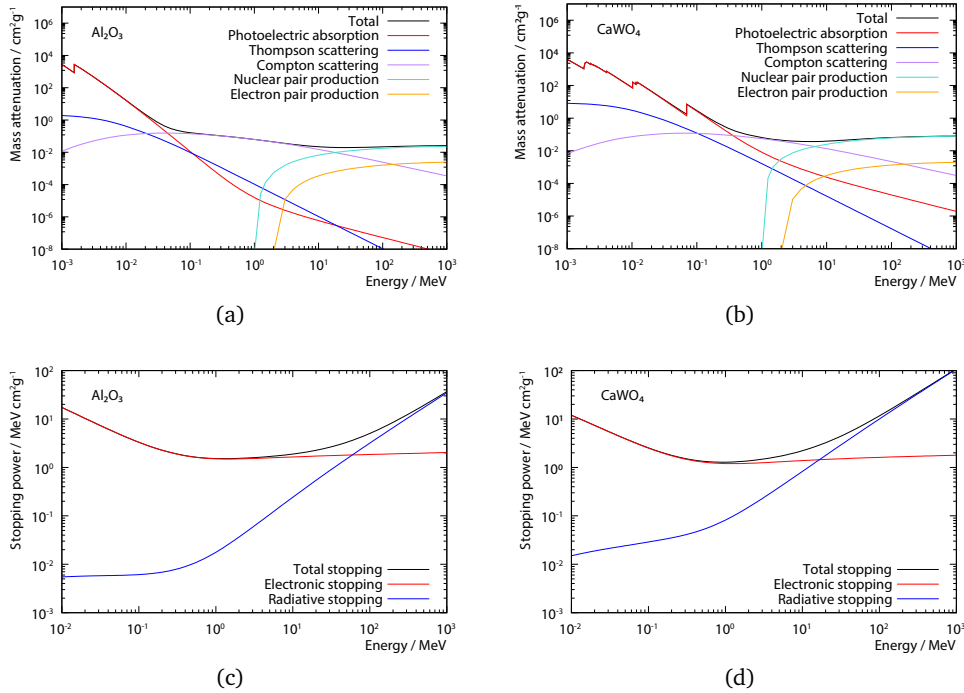 Al₂O₃
Total
Photoelectric absorption
Thompson scattering
Compton scattering
Nuclear pair production
Electron pair production
Mass attenuation / cm²g⁻¹
10⁶
10⁴
10²
10⁰
10⁻²
10⁻⁴
10⁻⁶
10⁻⁸
10⁻³ 10⁻² 10⁻¹ 10⁰ 10¹ 10² 10³
Energy / MeV
(a)
CaWO₄
Total
Photoelectric absorption
Thompson scattering
Compton scattering
Nuclear pair production
Electron pair production
Mass attenuation / cm²g⁻¹
10⁶
10⁴
10²
10⁰
10⁻²
10⁻⁴
10⁻⁶
10⁻⁸
10⁻³ 10⁻² 10⁻¹ 10⁰ 10¹ 10² 10³
Energy / MeV
(b)
Al₂O₃
Stopping power / MeV cm²g⁻¹
10²
10¹
10⁰
10⁻¹
10⁻²
10⁻³
Total stopping
Electronic stopping
Radiative stopping
10⁻² 10⁻¹ 10⁰ 10¹ 10² 10³
Energy / MeV
(c)
CaWO₄
Stopping power / MeV cm²g⁻¹
10²
10¹
10⁰
10⁻¹
10⁻²
10⁻³
Total stopping
Electronic stopping
Radiative stopping
10⁻² 10⁻¹ 10⁰ 10¹ 10² 10³
Energy / MeV
(d)